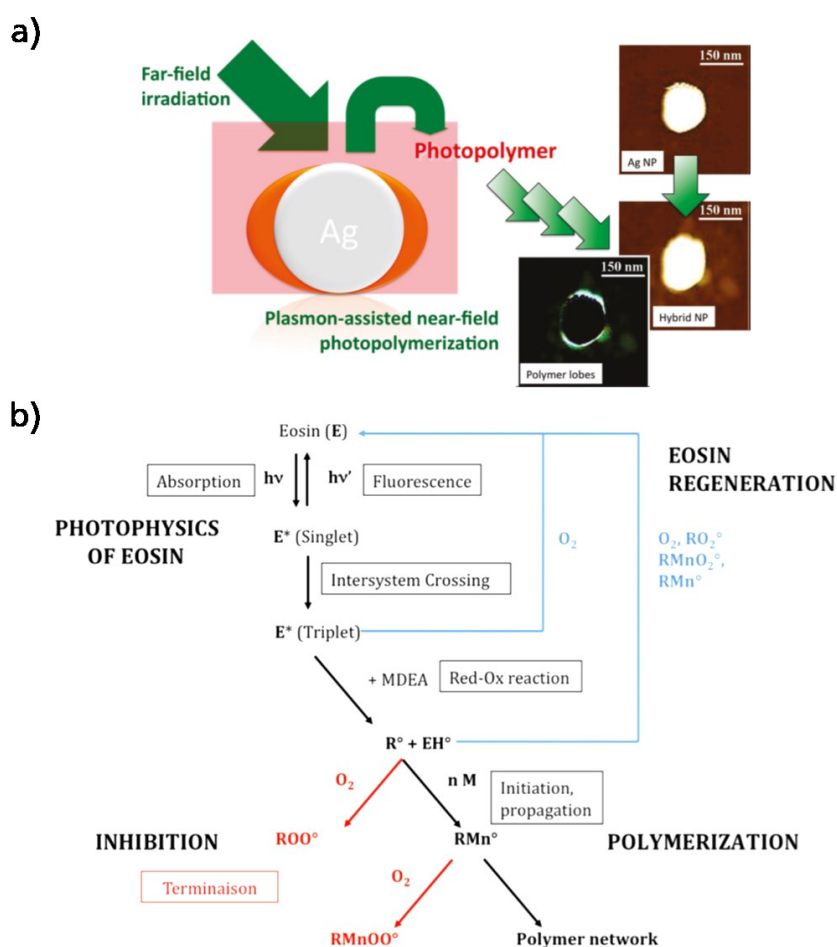 a)
Far-field
irradiation
Photopolymer
Ag
Plasmon-assisted near-field
photopolymerization
150 nm
Ag NP
150 nm
Hybrid NP
150 nm
Polymer lobes
b)
Eosin (E)
Absorption
hν
hν'
Fluorescence
EOSIN
REGENERATION
PHOTOPHYSICS
OF EOSIN
E* (Singlet)
O₂
O₂, RO₂°
RMnO₂°,
RMn°
Intersystem Crossing
E* (Triplet)
+ MDEA
Red-Ox reaction
R° + EH°
O₂
n M
Initiation,
propagation
INHIBITION
ROO°
RMn°
POLYMERIZATION
Terminaison
O₂
RMnOO°
Polymer network